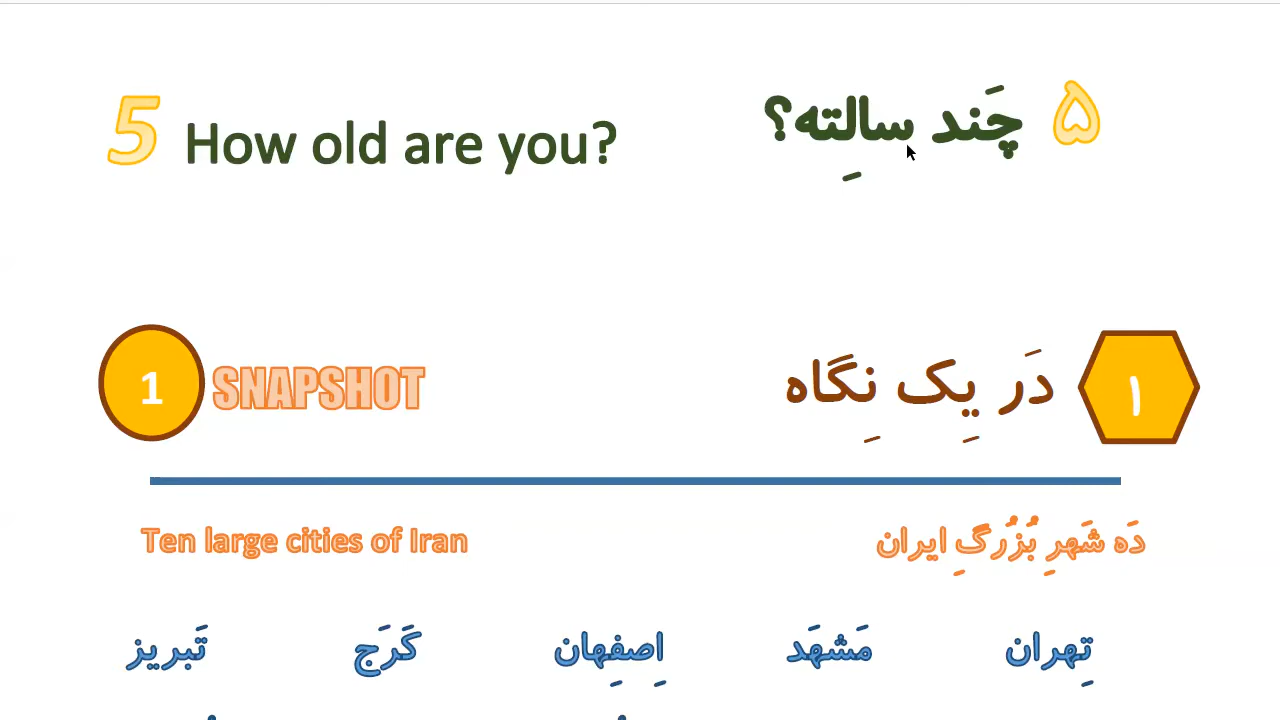 5 How old are you? ۵ چَند سالِته؟
1 SNAPSHOT ۱ دَر یِک نِگاه
Ten large cities of Iran دَه شَهرِ بُزُرگِ ایران
تِهران مَشهَد اِصفِهان کَرَج تَبریز